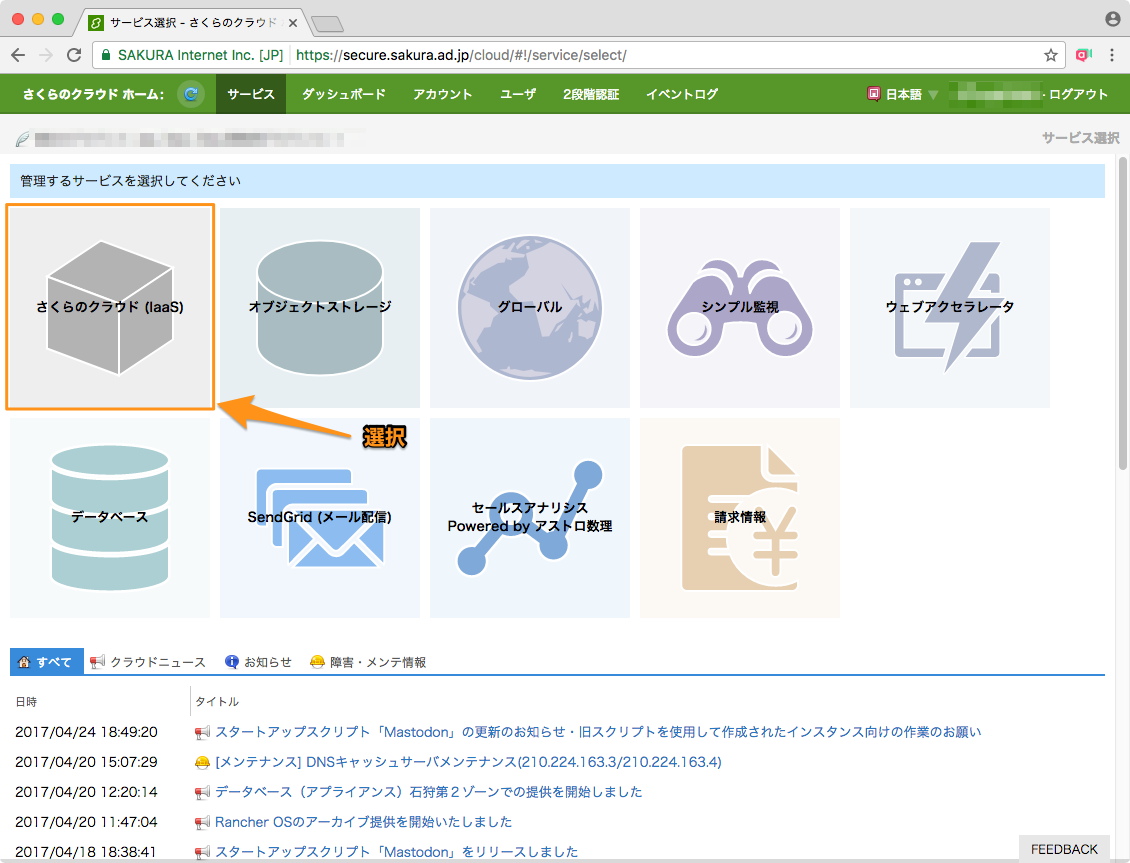 サービス選択 - さくらのクラウド
SAKURA Internet Inc. [JP] https://secure.sakura.ad.jp/cloud/#!/service/select/
さくらのクラウド ホーム: サービス ダッシュボード アカウント ユーザ 2段階認証 イベントログ 日本語 ログアウト
サービス選択
管理するサービスを選択してください
さくらのクラウド (IaaS)
オブジェクトストレージ
グローバル
シンプル監視
ウェブアクセラレータ
選択
データベース
SendGrid (メール配信)
セールスアナリシス
Powered by アストロ数理
請求情報
すべて クラウドニュース お知らせ 障害・メンテ情報
日時 タイトル
2017/04/24 18:49:20 スタートアップスクリプト「Mastodon」の更新のお知らせ・旧スクリプトを使用して作成されたインスタンス向けの作業のお願い
2017/04/20 15:07:29 [メンテナンス] DNSキャッシュサーバメンテナンス(210.224.163.3/210.224.163.4)
2017/04/20 12:20:14 データベース（アプライアンス）石狩第２ゾーンでの提供を開始しました
2017/04/20 11:47:04 Rancher OSのアーカイブ提供を開始いたしました
2017/04/18 18:38:41 スタートアップスクリプト「Mastodon」をリリースしました
FEEDBACK